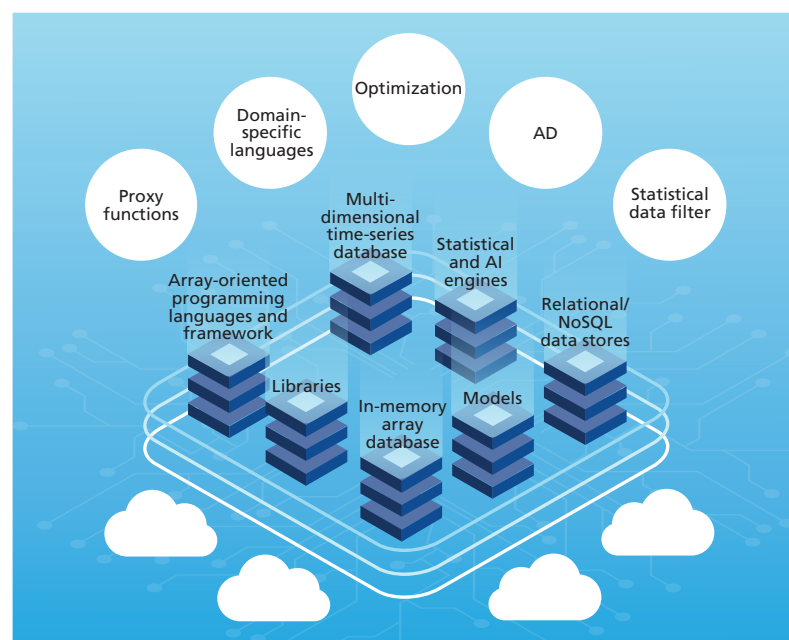 Optimization
Domain-
specific
languages
AD
Proxy
functions
Statistical
data filter
Multi-
dimensional
time-series
database
Statistical
and AI
engines
Array-oriented
programming
languages and
framework
Relational/
NoSQL
data stores
Libraries
In-memory
array
database
Models